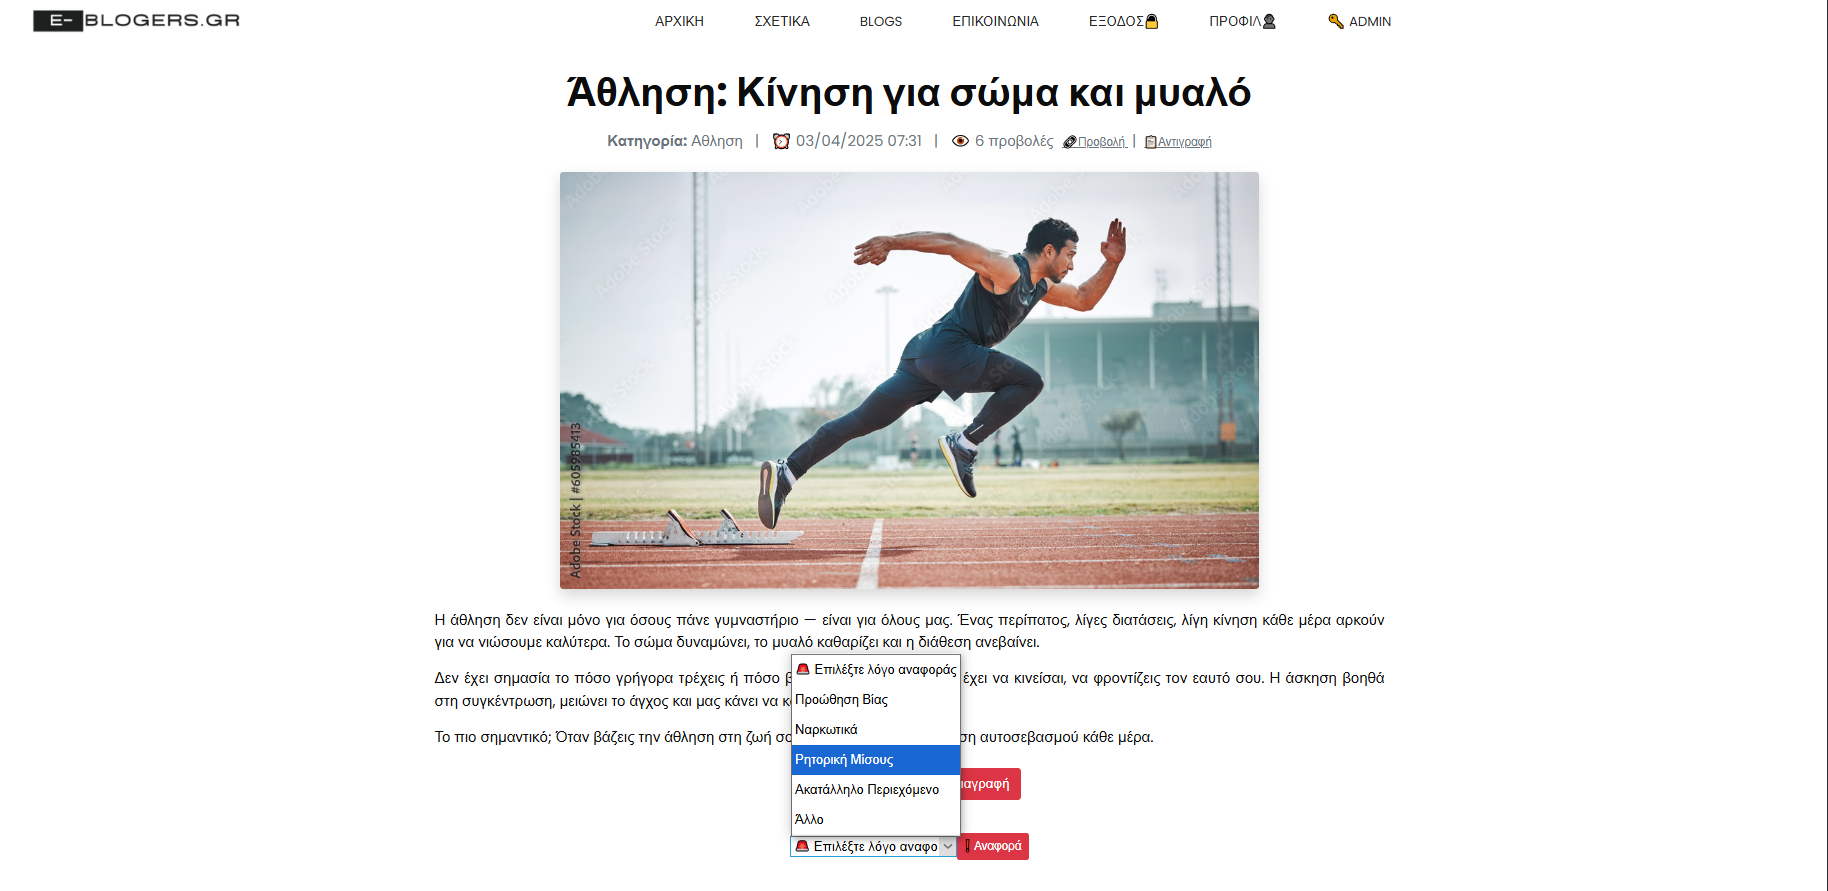 E-BLOGERS.GR
ΑΡΧΙΚΗ ΣΧΕΤΙΚΑ BLOGS ΕΠΙΚΟΙΝΩΝΙΑ ΕΞΟΔΟΣ🔒 ΠΡΟΦΙΛ👤 🔑 ADMIN
Άθληση: Κίνηση για σώμα και μυαλό
Κατηγορία: Αθληση | ⏰ 03/04/2025 07:31 | 👁 6 προβολές Προβολή | 📋Αντιγραφή
Adobe Stock | #605985413
Η άθληση δεν είναι μόνο για όσους πάνε γυμναστήριο — είναι για όλους μας. Ένας περίπατος, λίγες διατάσεις, λίγη κίνηση κάθε μέρα αρκούν
για να νιώσουμε καλύτερα. Το σώμα δυναμώνει, το μυαλό καθαρίζει και η διάθεση ανεβαίνει.
Δεν έχει σημασία το πόσο γρήγορα τρέχεις ή πόσο έχει να κινείσαι, να φροντίζεις τον εαυτό σου. Η άσκηση βοηθά
στη συγκέντρωση, μειώνει το άγχος και μας κάνει να
Το πιο σημαντικό; Όταν βάζεις την άθληση στη ζωή αυτοσεβασμού κάθε μέρα.
🚨 Επιλέξτε λόγο αναφοράς
Προώθηση Βίας
Ναρκωτικά
Ρητορική Μίσους
Ακατάλληλο Περιεχόμενο
Άλλο
ιαγραφή
🚨 Επιλέξτε λόγο αναφο ❗ Αναφορά